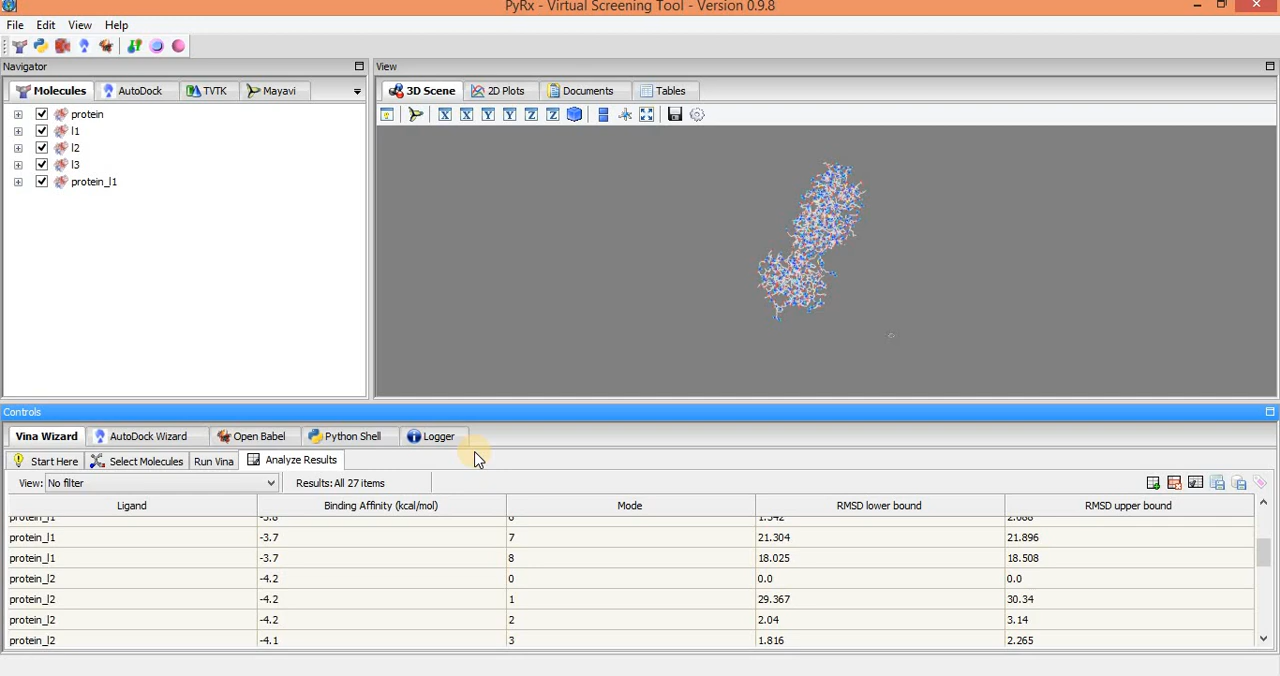 PyRx - Virtual Screening Tool - Version 0.9.8
File Edit View Help
Navigator
View
Molecules AutoDock TVTK Mayavi
3D Scene 2D Plots Documents Tables
X X Y Y Z Z
protein
l1
l2
l3
protein_l1
Controls
Vina Wizard AutoDock Wizard Open Babel Python Shell Logger
Start Here Select Molecules Run Vina Analyze Results
View: No filter Results: All 27 items
Ligand Binding Affinity (kcal/mol) Mode RMSD lower bound RMSD upper bound
protein_l1 -3.8 6 1.542
protein_l1 -3.7 7 21.304 21.896
protein_l1 -3.7 8 18.025 18.508
protein_l2 -4.2 0 0.0 0.0
protein_l2 -4.2 1 29.367 30.34
protein_l2 -4.2 2 2.04 3.14
protein_l2 -4.1 3 1.816 2.265